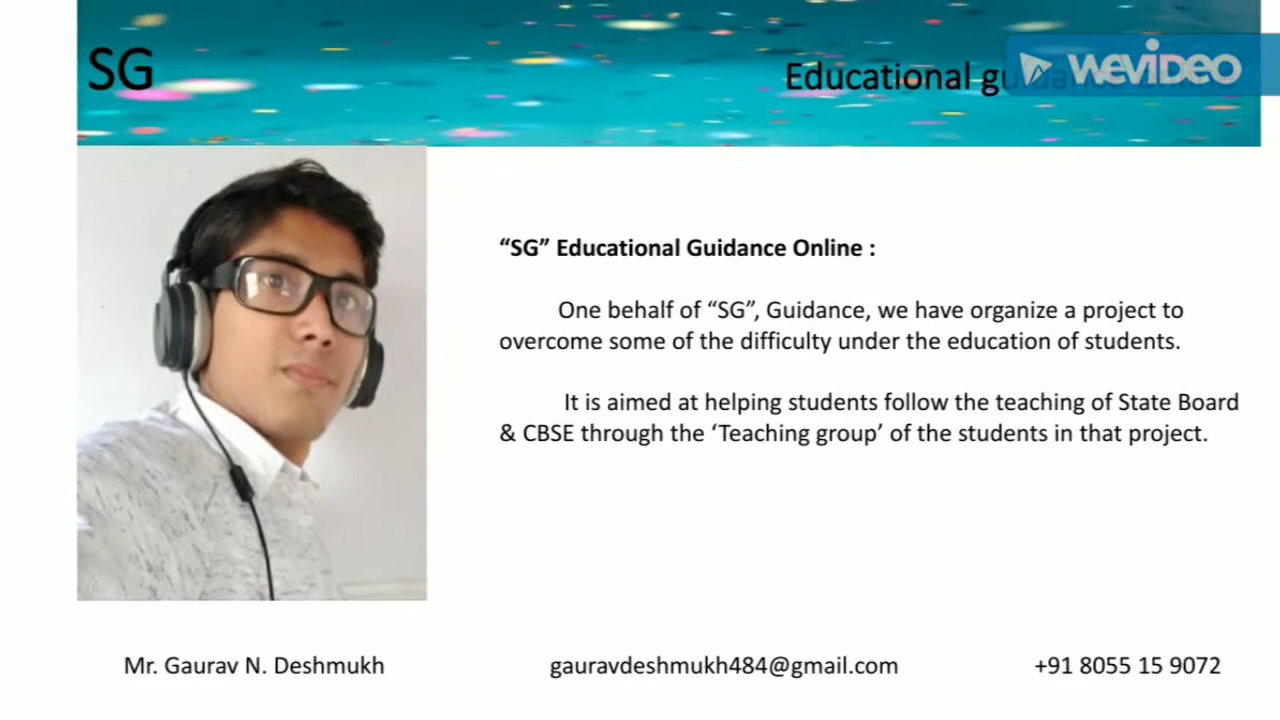 SG
Educational
WEVIDEO
“SG” Educational Guidance Online :
One behalf of “SG”, Guidance, we have organize a project to
overcome some of the difficulty under the education of students.
It is aimed at helping students follow the teaching of State Board
& CBSE through the ‘Teaching group’ of the students in that project.
Mr. Gaurav N. Deshmukh
gauravdeshmukh484@gmail.com
+91 8055 15 9072